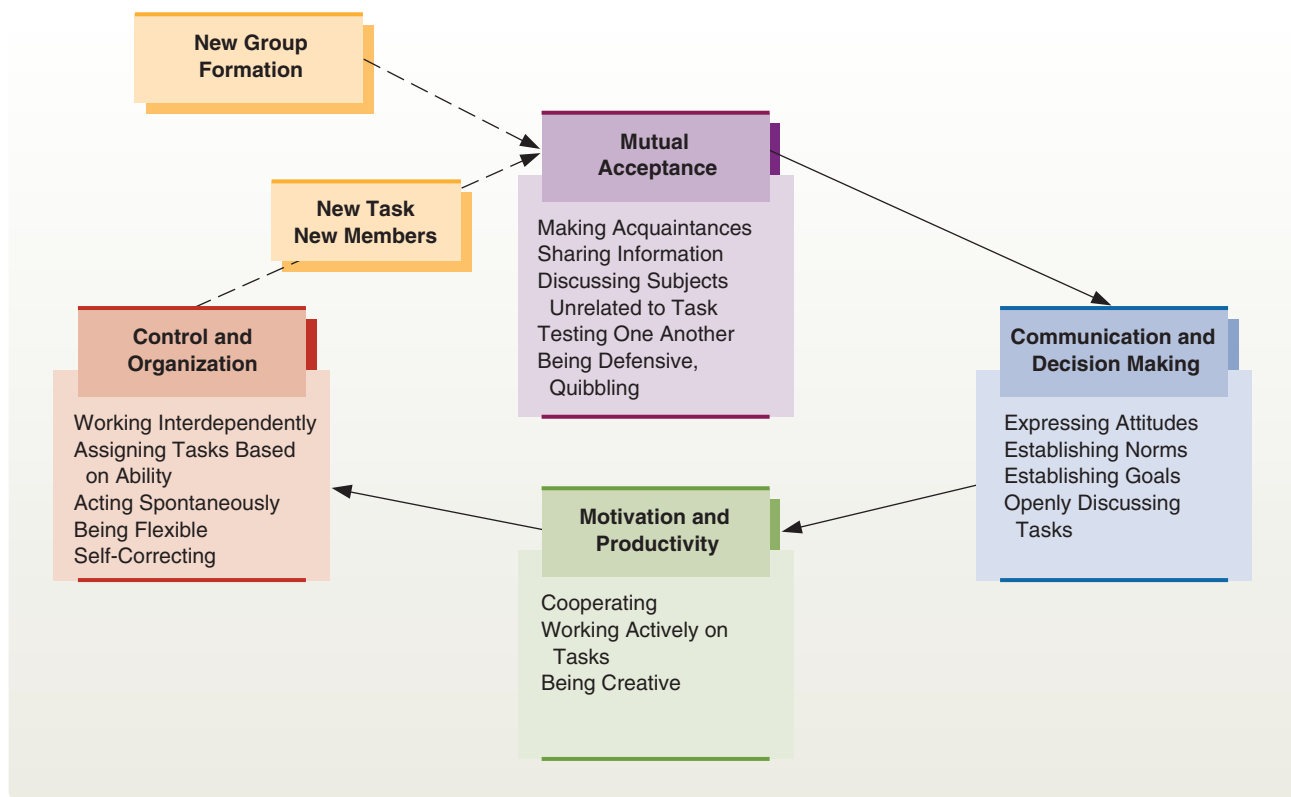 New Group
Formation
New Task
New Members
Mutual
Acceptance
Making Acquaintances
Sharing Information
Discussing Subjects
Unrelated to Task
Testing One Another
Being Defensive,
Quibbling
Communication and
Decision Making
Expressing Attitudes
Establishing Norms
Establishing Goals
Openly Discussing
Tasks
Motivation and
Productivity
Cooperating
Working Actively on
Tasks
Being Creative
Control and
Organization
Working Interdependently
Assigning Tasks Based
on Ability
Acting Spontaneously
Being Flexible
Self-Correcting